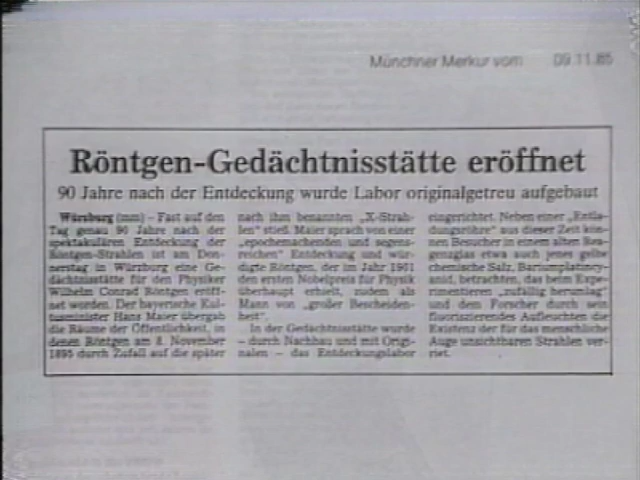 Münchner Merkur vom 09.11.85
Röntgen-Gedächtnisstätte eröffnet
90 Jahre nach der Entdeckung wurde Labor originalgetreu aufgebaut
Würzburg (mm) – Fast auf den
Tag genau 90 Jahre nach der
spektakulären Entdeckung der
Röntgen-Strahlen ist am Don-
nerstag in Würzburg eine Ge-
dächtnisstätte für den Physiker
Wilhelm Conrad Röntgen eröff-
net worden. Der bayerische Kul-
tusminister Hans Maier übergab
die Räume der Öffentlichkeit, in
denen Röntgen am 8. November
1895 durch Zufall auf die später
nach ihm benannten „X-Strah-
len" stieß. Maier sprach von einer
„epochemachenden und segens-
reichen" Entdeckung und wür-
digte Röntgen, der im Jahr 1901
den ersten Nobelpreis für Physik
überhaupt erhielt, zudem als
Mann von „großer Bescheiden-
heit".
In der Gedächtnisstätte wurde
– durch Nachbau und mit Origi-
nalen – das Entdeckungslabor
eingerichtet. Neben einer „Entla-
dungsröhre" aus dieser Zeit kön-
nen Besucher in einem alten Rea-
genzglas etwa auch jenes gelbe
chemische Salz, Bariumplatincy-
anid, betrachten, das beim Expe-
rimentieren „zufällig herumlag"
und dem Forscher durch sein
fluoriszierendes Aufleuchten die
Existenz der für das menschliche
Auge unsichtbaren Strahlen ver-
riet.